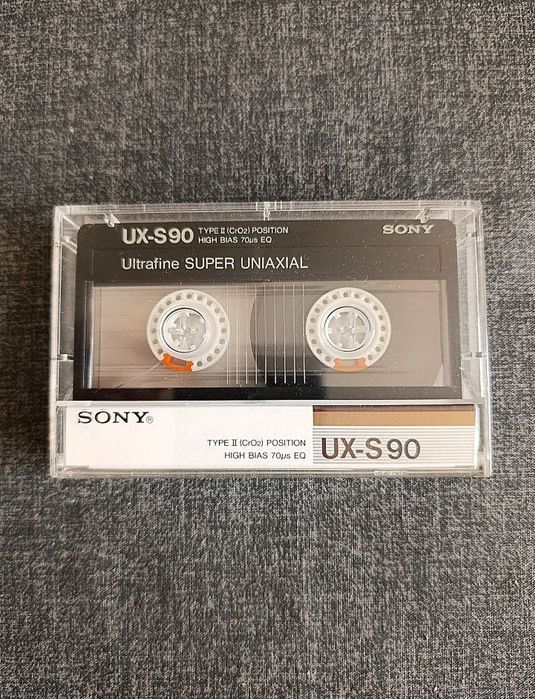 UX-S90 TYPE II (CrO2) POSITION
HIGH BIAS 70μs EQ
SONY
Ultrafine SUPER UNIAXIAL
SONY®
TYPE II (CrO2) POSITION
HIGH BIAS 70μs EQ
UX-S90